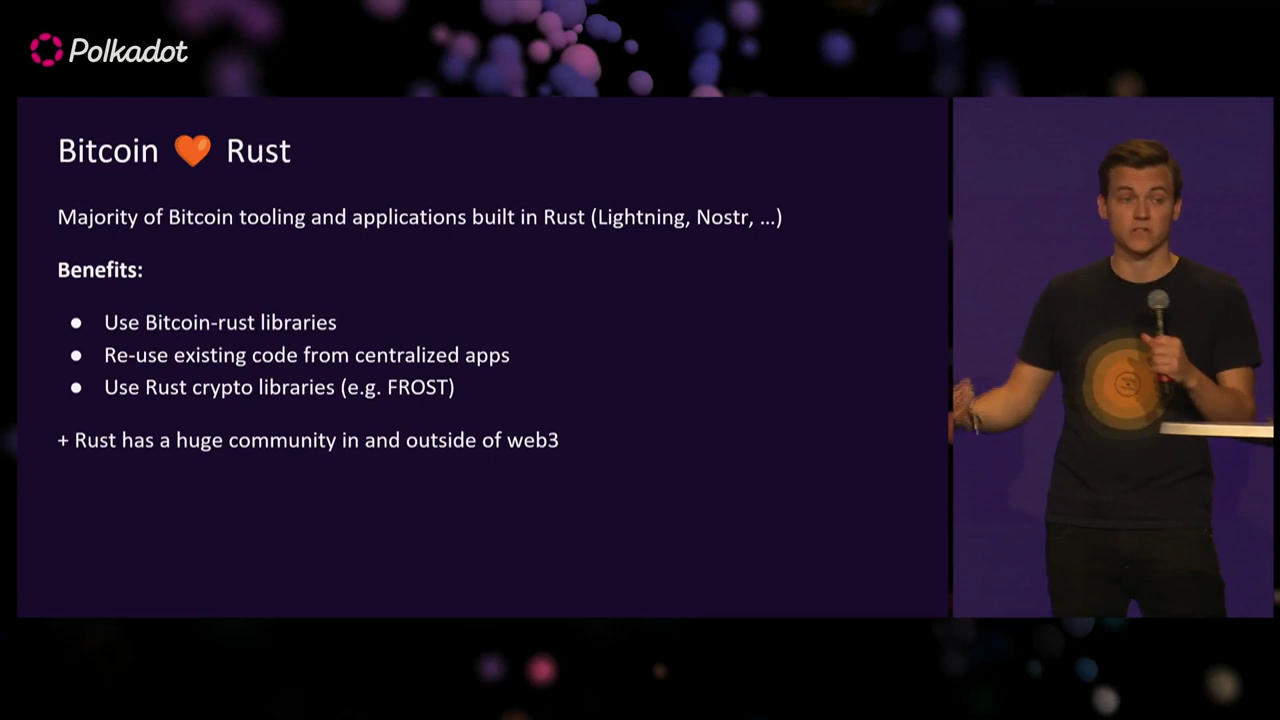 Polkadot
Bitcoin 🧡 Rust
Majority of Bitcoin tooling and applications built in Rust (Lightning, Nostr, ...)
Benefits:
● Use Bitcoin-rust libraries
● Re-use existing code from centralized apps
● Use Rust crypto libraries (e.g. FROST)
+ Rust has a huge community in and outside of web3